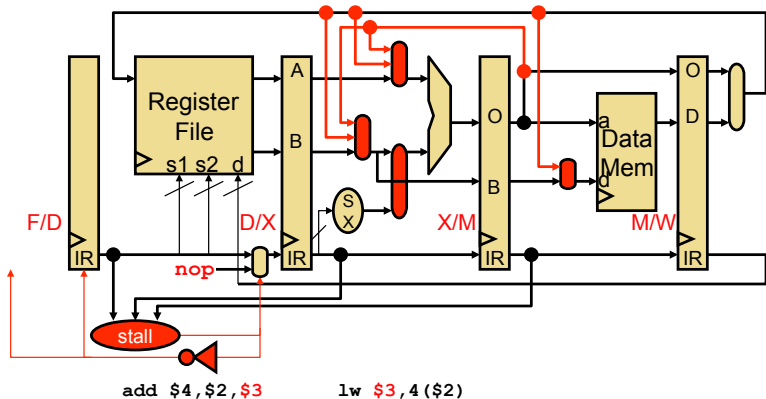 A
O
O
Register
File
B
O
a
D
Data
Mem
s1 s2 d
S
X
B
d
F/D
D/X
X/M
M/W
IR
IR
IR
IR
nop
stall
add $4,$2,$3
lw $3,4($2)